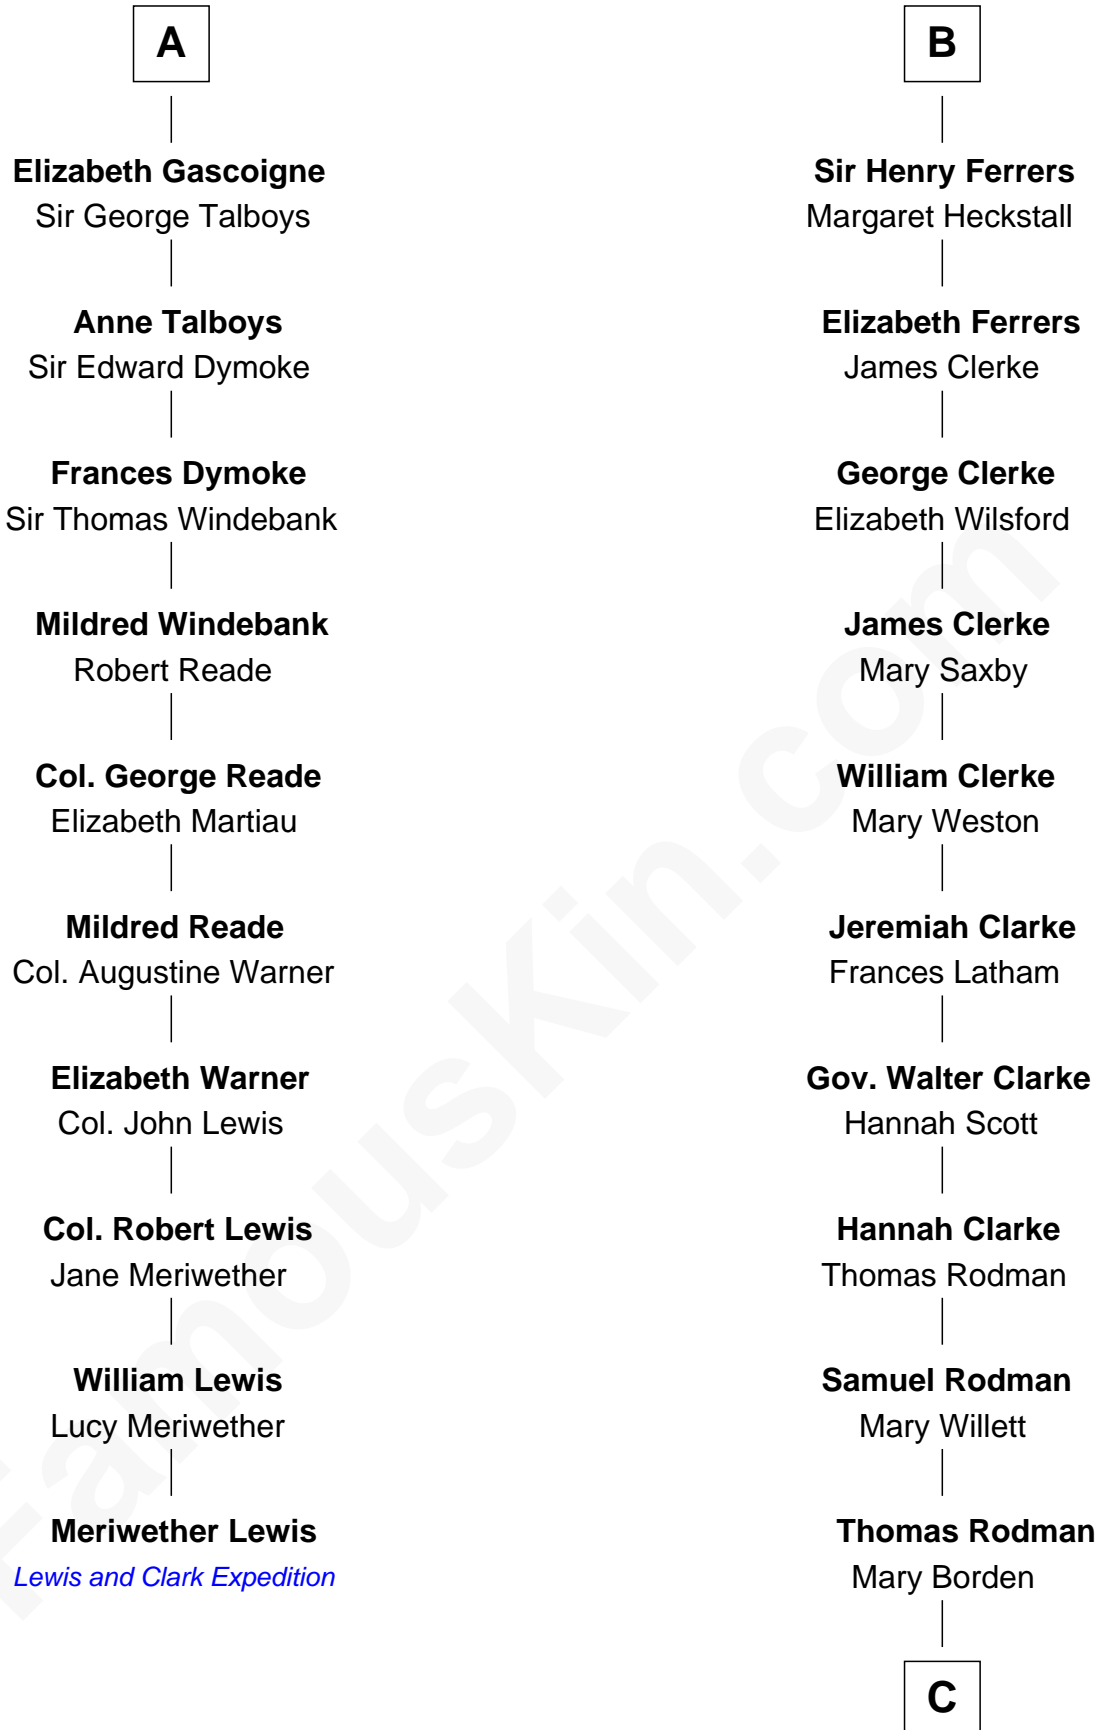 A
Elizabeth Gascoigne
Sir George Talboys
Anne Talboys
Sir Edward Dymoke
Frances Dymoke
Sir Thomas Windebank
Mildred Windebank
Robert Reade
Col. George Reade
Elizabeth Martiau
Mildred Reade
Col. Augustine Warner
Elizabeth Warner
Col. John Lewis
Col. Robert Lewis
Jane Meriwether
William Lewis
Lucy Meriwether
Meriwether Lewis
Lewis and Clark Expedition
B
Sir Henry Ferrers
Margaret Heckstall
Elizabeth Ferrers
James Clerke
George Clerke
Elizabeth Wilsford
James Clerke
Mary Saxby
William Clerke
Mary Weston
Jeremiah Clarke
Frances Latham
Gov. Walter Clarke
Hannah Scott
Hannah Clarke
Thomas Rodman
Samuel Rodman
Mary Willett
Thomas Rodman
Mary Borden
C
FamousKin.com